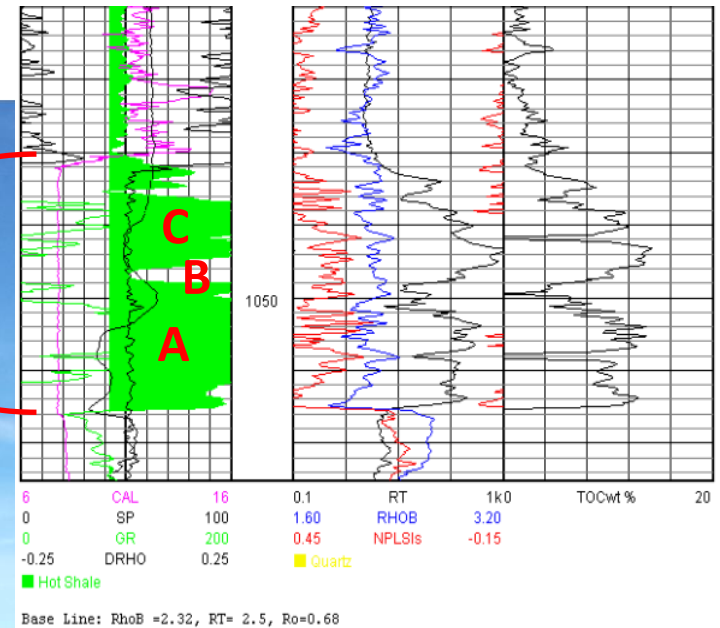 C
B
1050
A
6 CAL 16 0.1 RT 1k0 TOCwt % 20
0 SP 100 1.60 RHOB 3.20
0 GR 200 0.45 NPLSIs -0.15
-0.25 DRHO 0.25 Quartz
Hot Shale
Base Line: RhoB =2.32, RT= 2.5, Ro=0.68